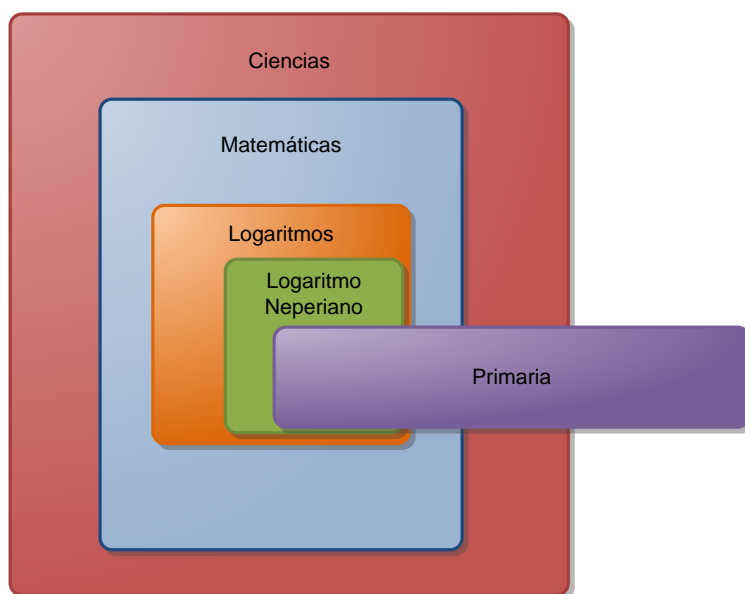 Ciencias
Matemáticas
Logaritmos
Logaritmo
Neperiano
Primaria